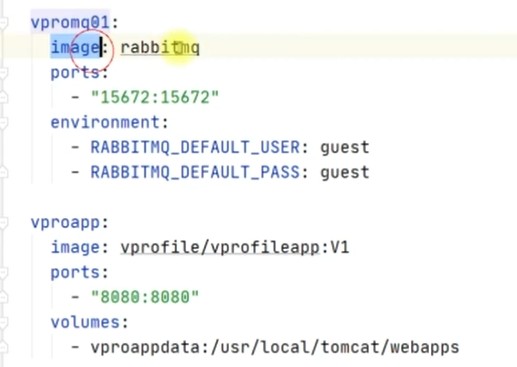 vpromq01:
  image: rabbitmq
  ports:
    - "15672:15672"
  environment:
    - RABBITMQ_DEFAULT_USER: guest
    - RABBITMQ_DEFAULT_PASS: guest

vproapp:
  image: vprofile/vprofileapp:V1
  ports:
    - "8080:8080"
  volumes:
    - vproappdata:/usr/local/tomcat/webapps